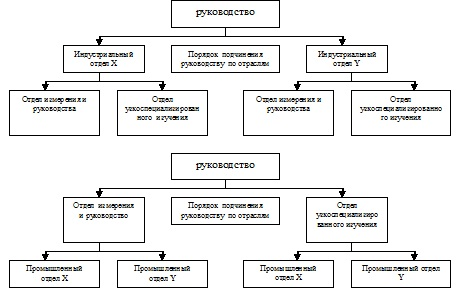 руководство
Индустриальный
отдел X
Порядок подчинения
руководству по отраслям
Индустриальный
отдел Y
Отдел измерения и
руководства
Отдел
узкоспециализирован
ного изучения
Отдел измерения и
руководства
Отдел
узкоспециализированно
го изучения
руководство
Отдел измерения
и руководство
Порядок подчинения
руководству по отраслям
Отдел
узкоспециализиро
ванного изучения
Промышленный
отдел X
Промышленный
отдел Y
Промышленный
отдел X
Промышленный отдел
Y